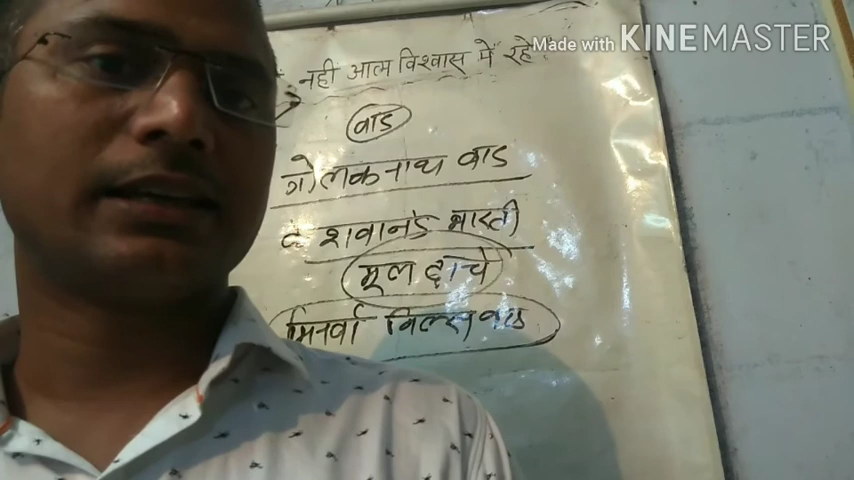 Made with KINEMASTER
नही आत्म विश्वास में रहे
वाद
गोलकनाथ वाद
केशवानंद भारती
मूल ढाचे
मिनर्वा मिल्स वाद